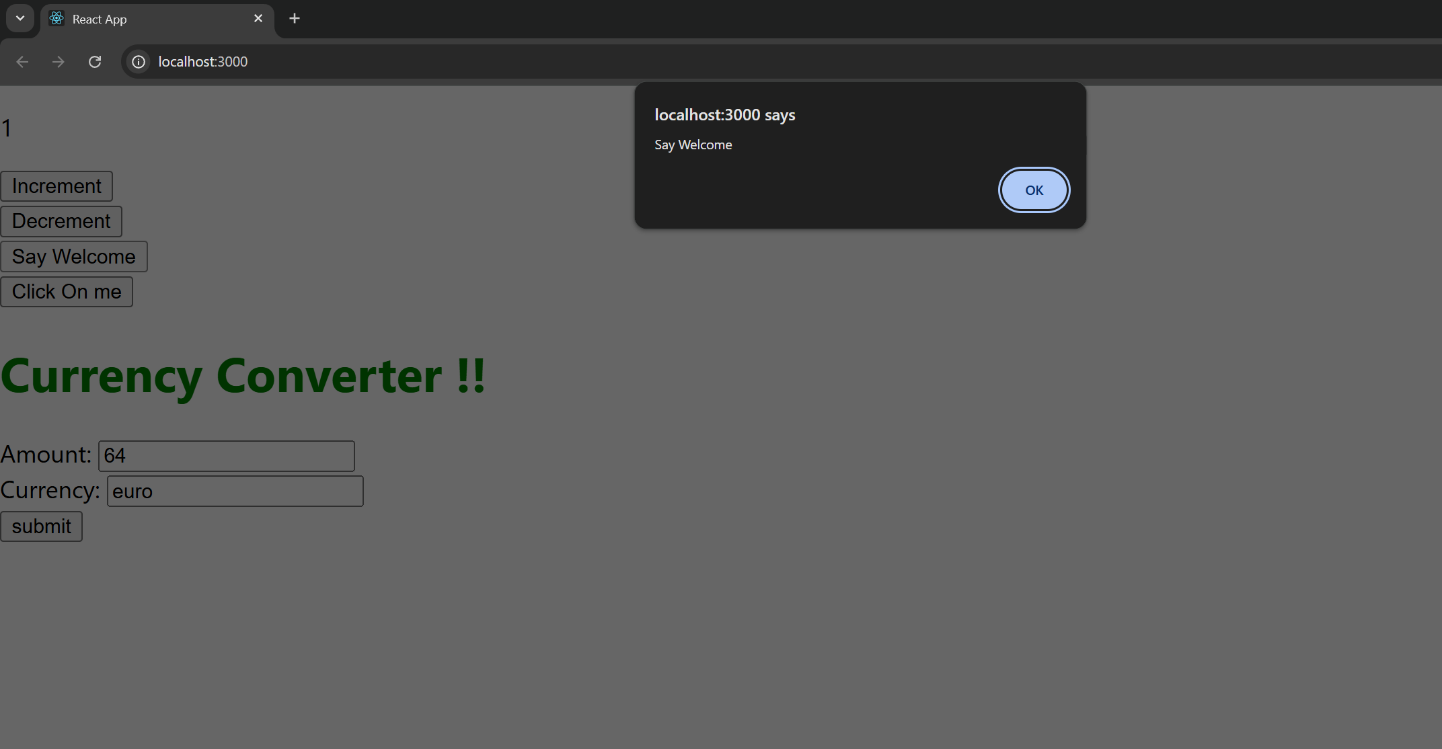 React App
localhost:3000
localhost:3000 says
Say Welcome
OK
1
Increment
Decrement
Say Welcome
Click On me
Currency Converter !!
Amount: 64
Currency: euro
submit